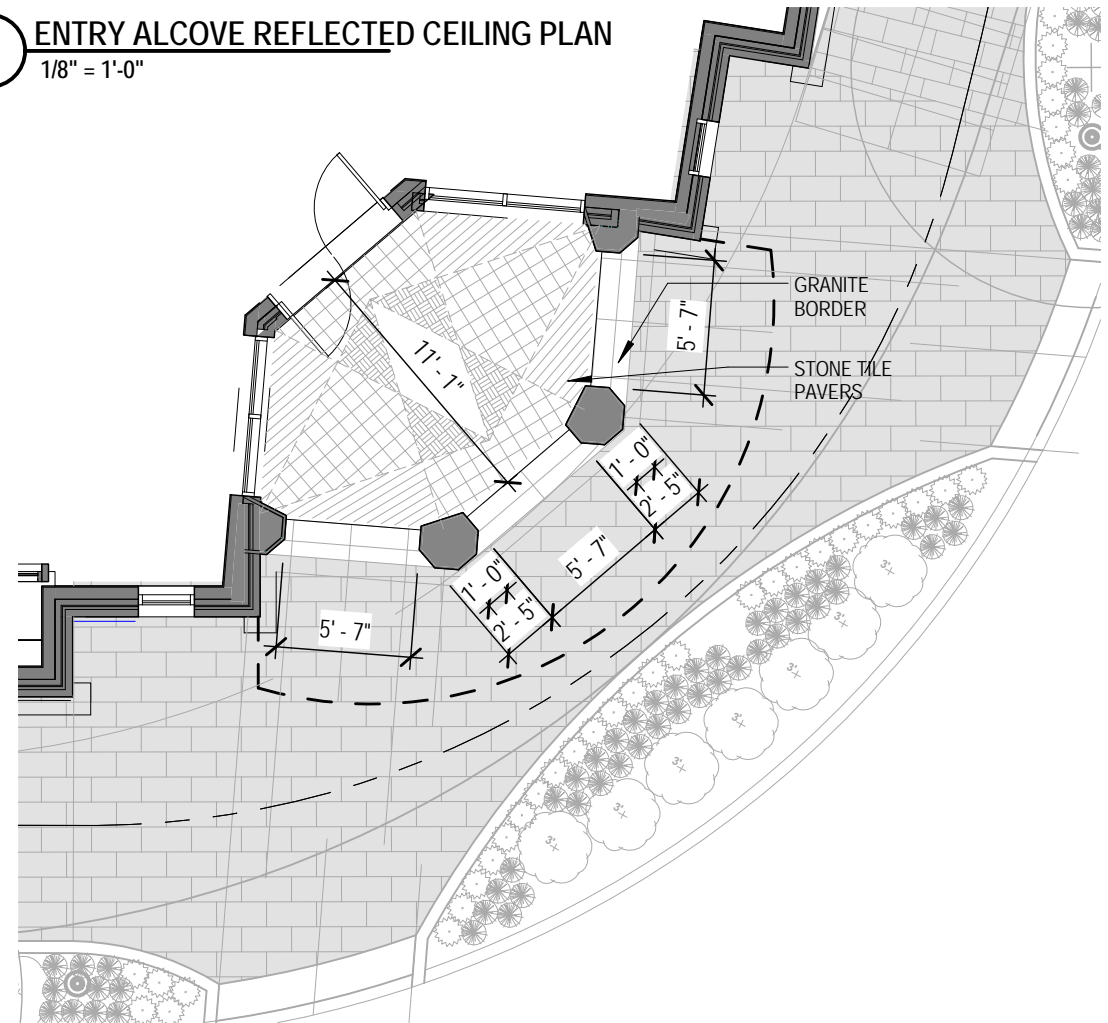 ENTRY ALCOVE REFLECTED CEILING PLAN
1/8" = 1'-0"
GRANITE
BORDER
5' - 7"
11' - 1"
STONE TILE
PAVERS
1' - 0"
2' - 5"
5' - 7"
1' - 0"
2' - 5"
5' - 7"
3'
3'
3'
3'
3'
3'
3'